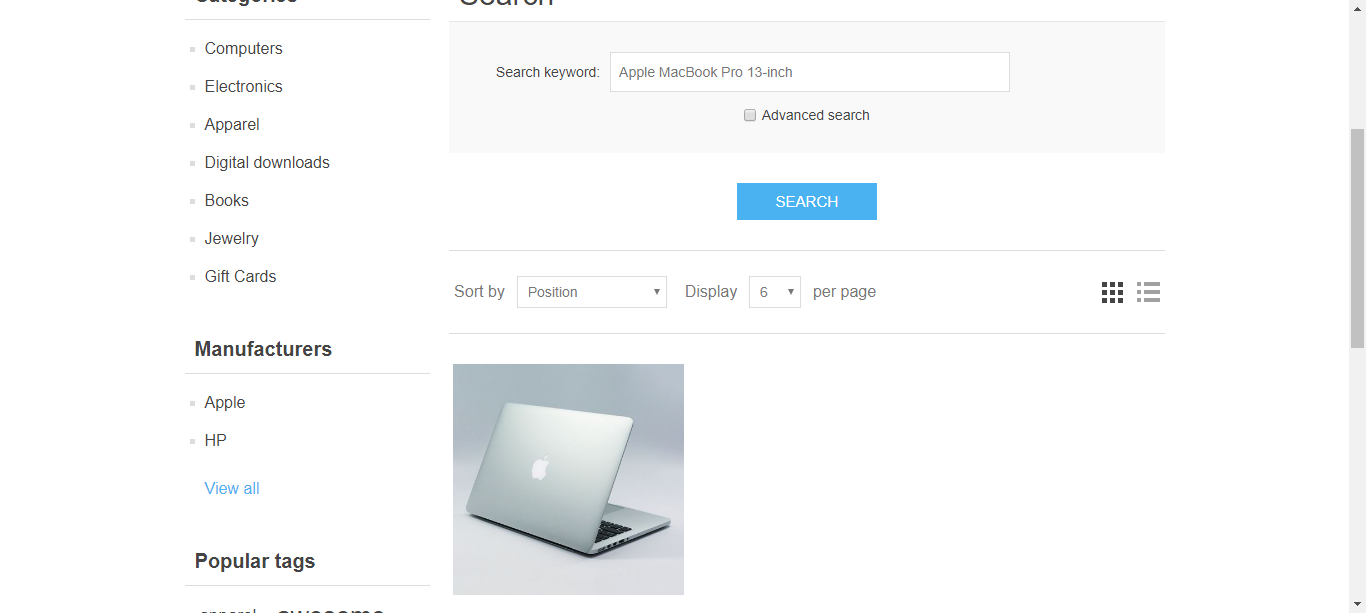 Categories
Computers
Electronics
Apparel
Digital downloads
Books
Jewelry
Gift Cards
Manufacturers
Apple
HP
View all
Popular tags
apparel awesome
Search
Search keyword: Apple MacBook Pro 13-inch
Advanced search
SEARCH
Sort by Position Display 6 per page